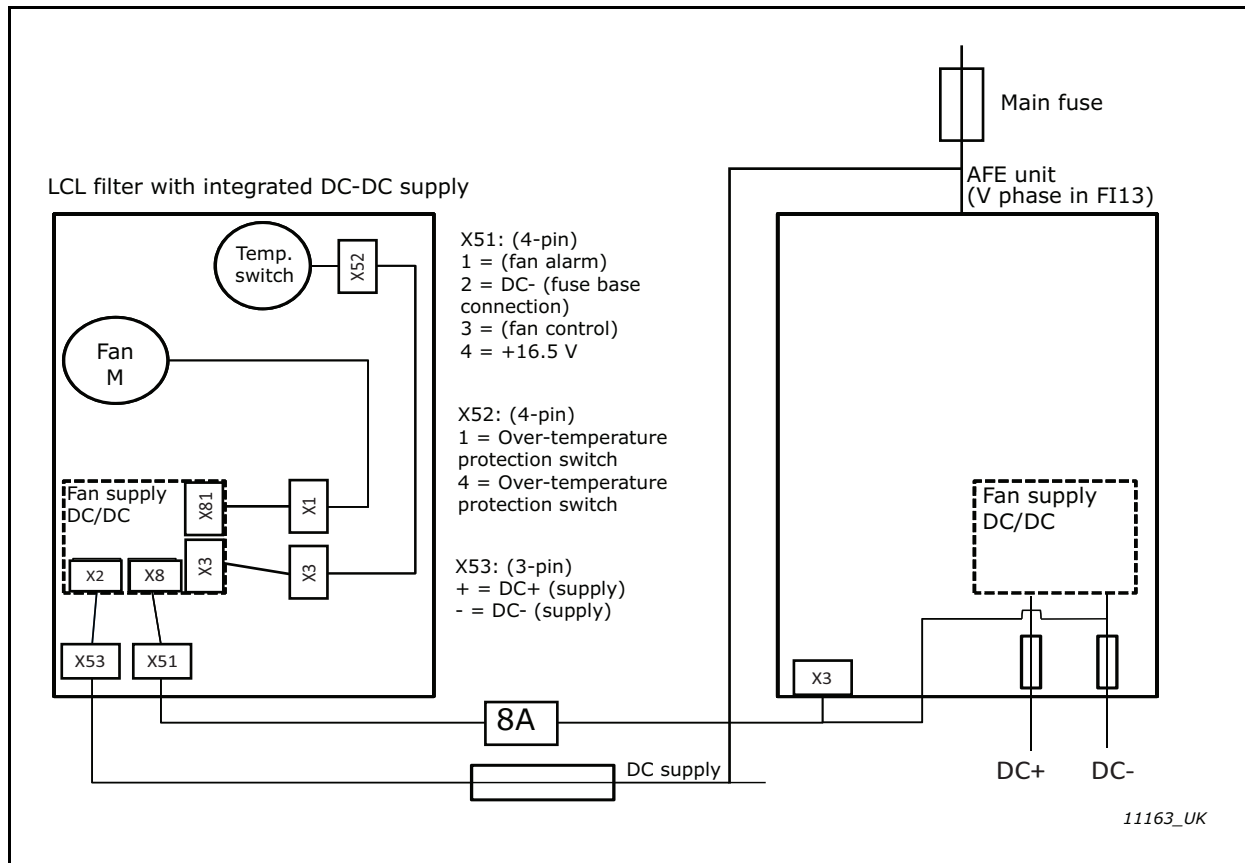 Main fuse
AFE unit
(V phase in FI13)
LCL filter with integrated DC-DC supply
Temp.
switch
X52
Fan
M
X51: (4-pin)
1 = (fan alarm)
2 = DC- (fuse base
connection)
3 = (fan control)
4 = +16.5 V
X52: (4-pin)
1 = Over-temperature
protection switch
4 = Over-temperature
protection switch
X53: (3-pin)
+ = DC+ (supply)
- = DC- (supply)
Fan supply
DC/DC
X81
X1
X2
X8
X3
X3
X53
X51
Fan supply
DC/DC
X3
8A
DC supply
DC+
DC-
11163_UK